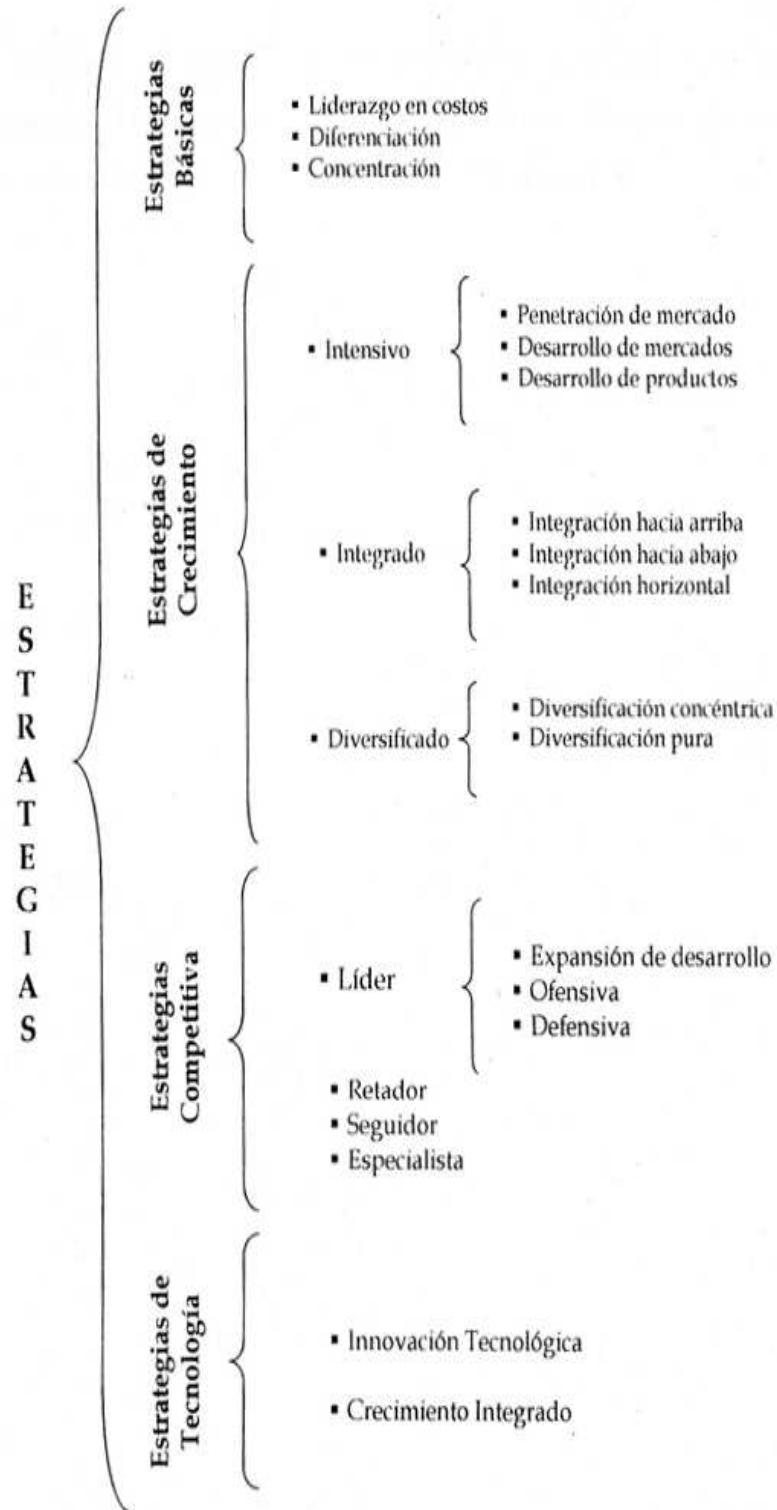 ESTRATEGIAS
Estrategias
Básicas
▪ Liderazgo en costos
▪ Diferenciación
▪ Concentración
Estrategias de
Crecimiento
▪ Intensivo
▪ Penetración de mercado
▪ Desarrollo de mercados
▪ Desarrollo de productos
▪ Integrado
▪ Integración hacia arriba
▪ Integración hacia abajo
▪ Integración horizontal
▪ Diversificado
▪ Diversificación concéntrica
▪ Diversificación pura
Estrategias
Competitiva
▪ Líder
▪ Expansión de desarrollo
▪ Ofensiva
▪ Defensiva
▪ Retador
▪ Seguidor
▪ Especialista
Estrategias de
Tecnología
▪ Innovación Tecnológica
▪ Crecimiento Integrado